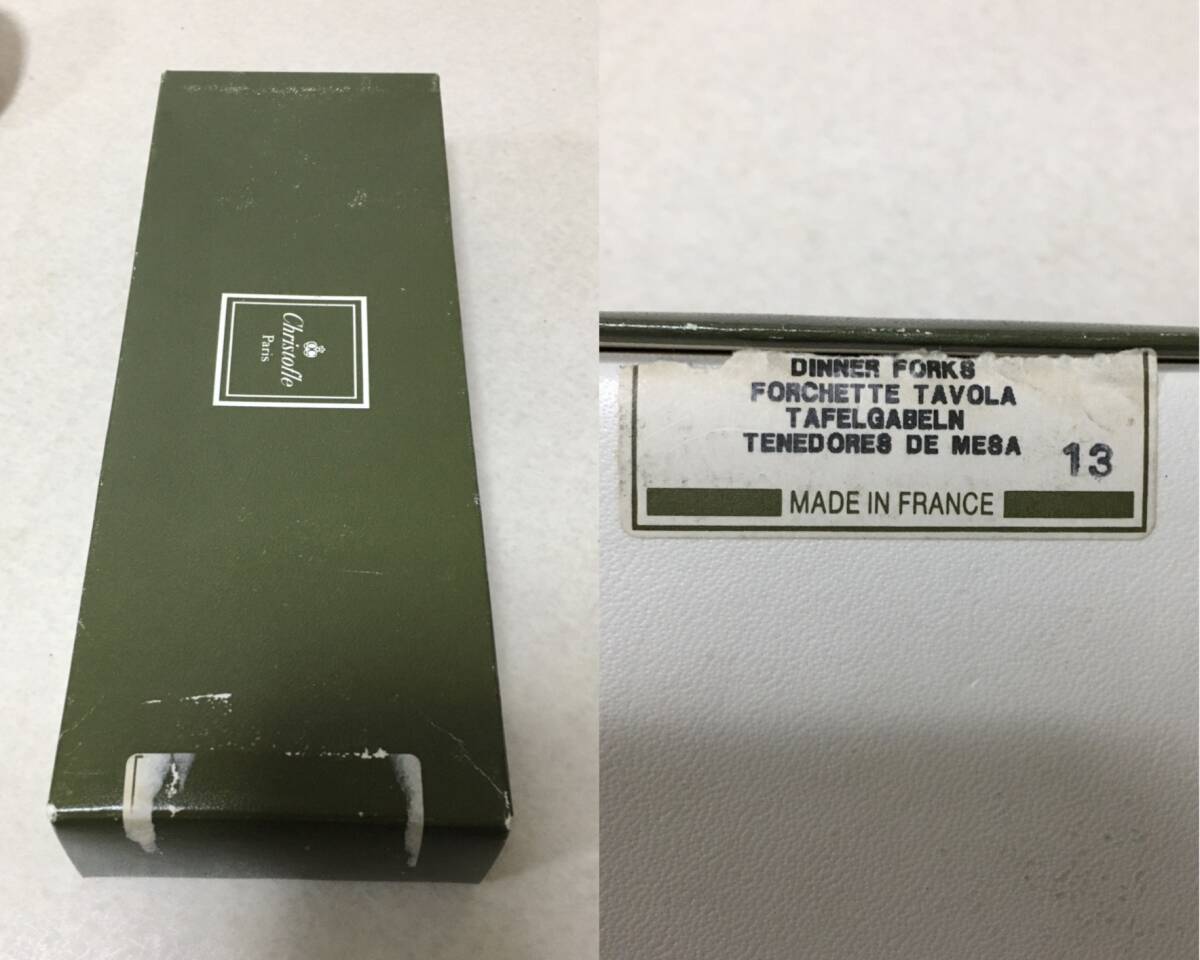 Christofle
Paris
DINNER FORKS
FORCHETTE TAVOLA
TAFELGABELN
TENEDORES DE MESA
13
MADE IN FRANCE